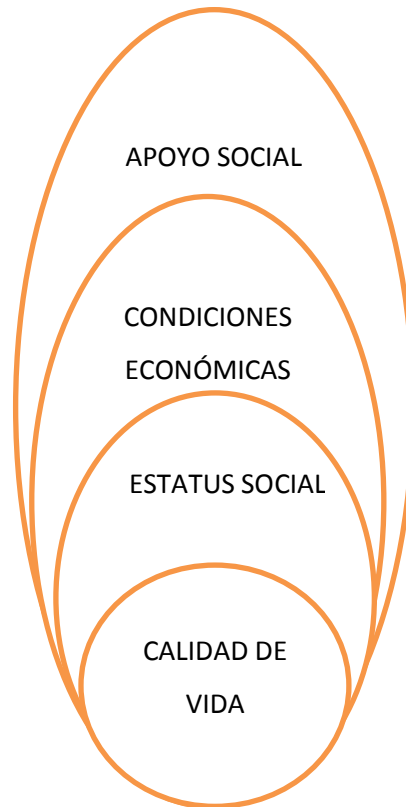 APOYO SOCIAL
CONDICIONES
ECONÓMICAS
ESTATUS SOCIAL
CALIDAD DE
VIDA